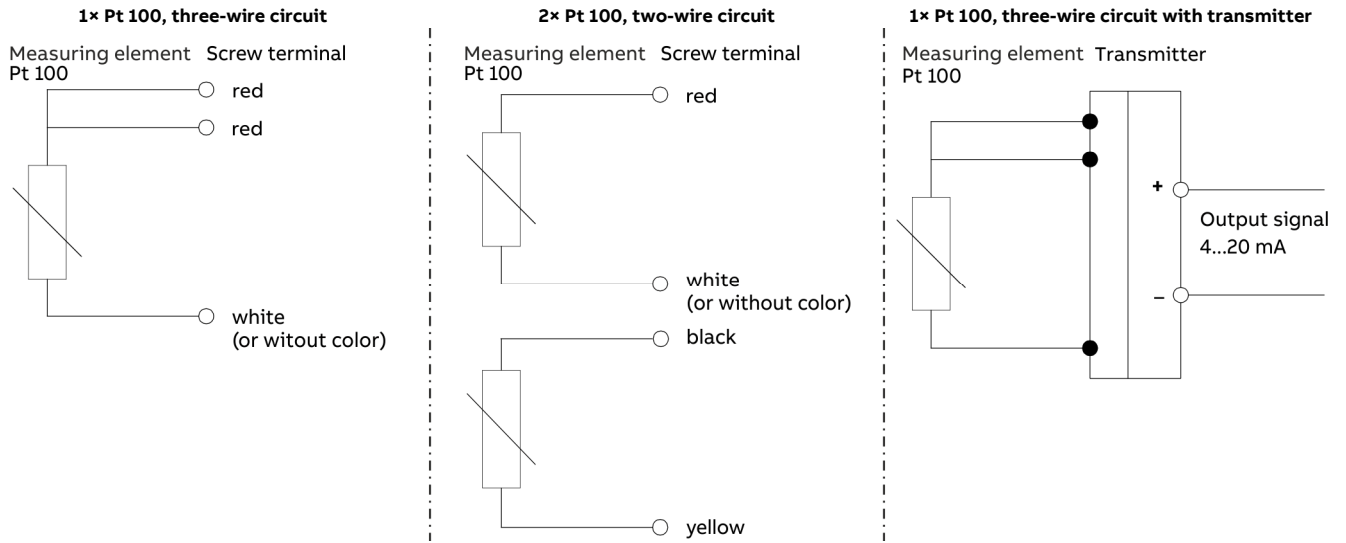 1× Pt 100, three-wire circuit
Measuring element Screw terminal
Pt 100
red
red
white
(or witout color)
2× Pt 100, two-wire circuit
Measuring element Screw terminal
Pt 100
red
white
(or without color)
black
yellow
1× Pt 100, three-wire circuit with transmitter
Measuring element Transmitter
Pt 100
+
Output signal
4...20 mA
–